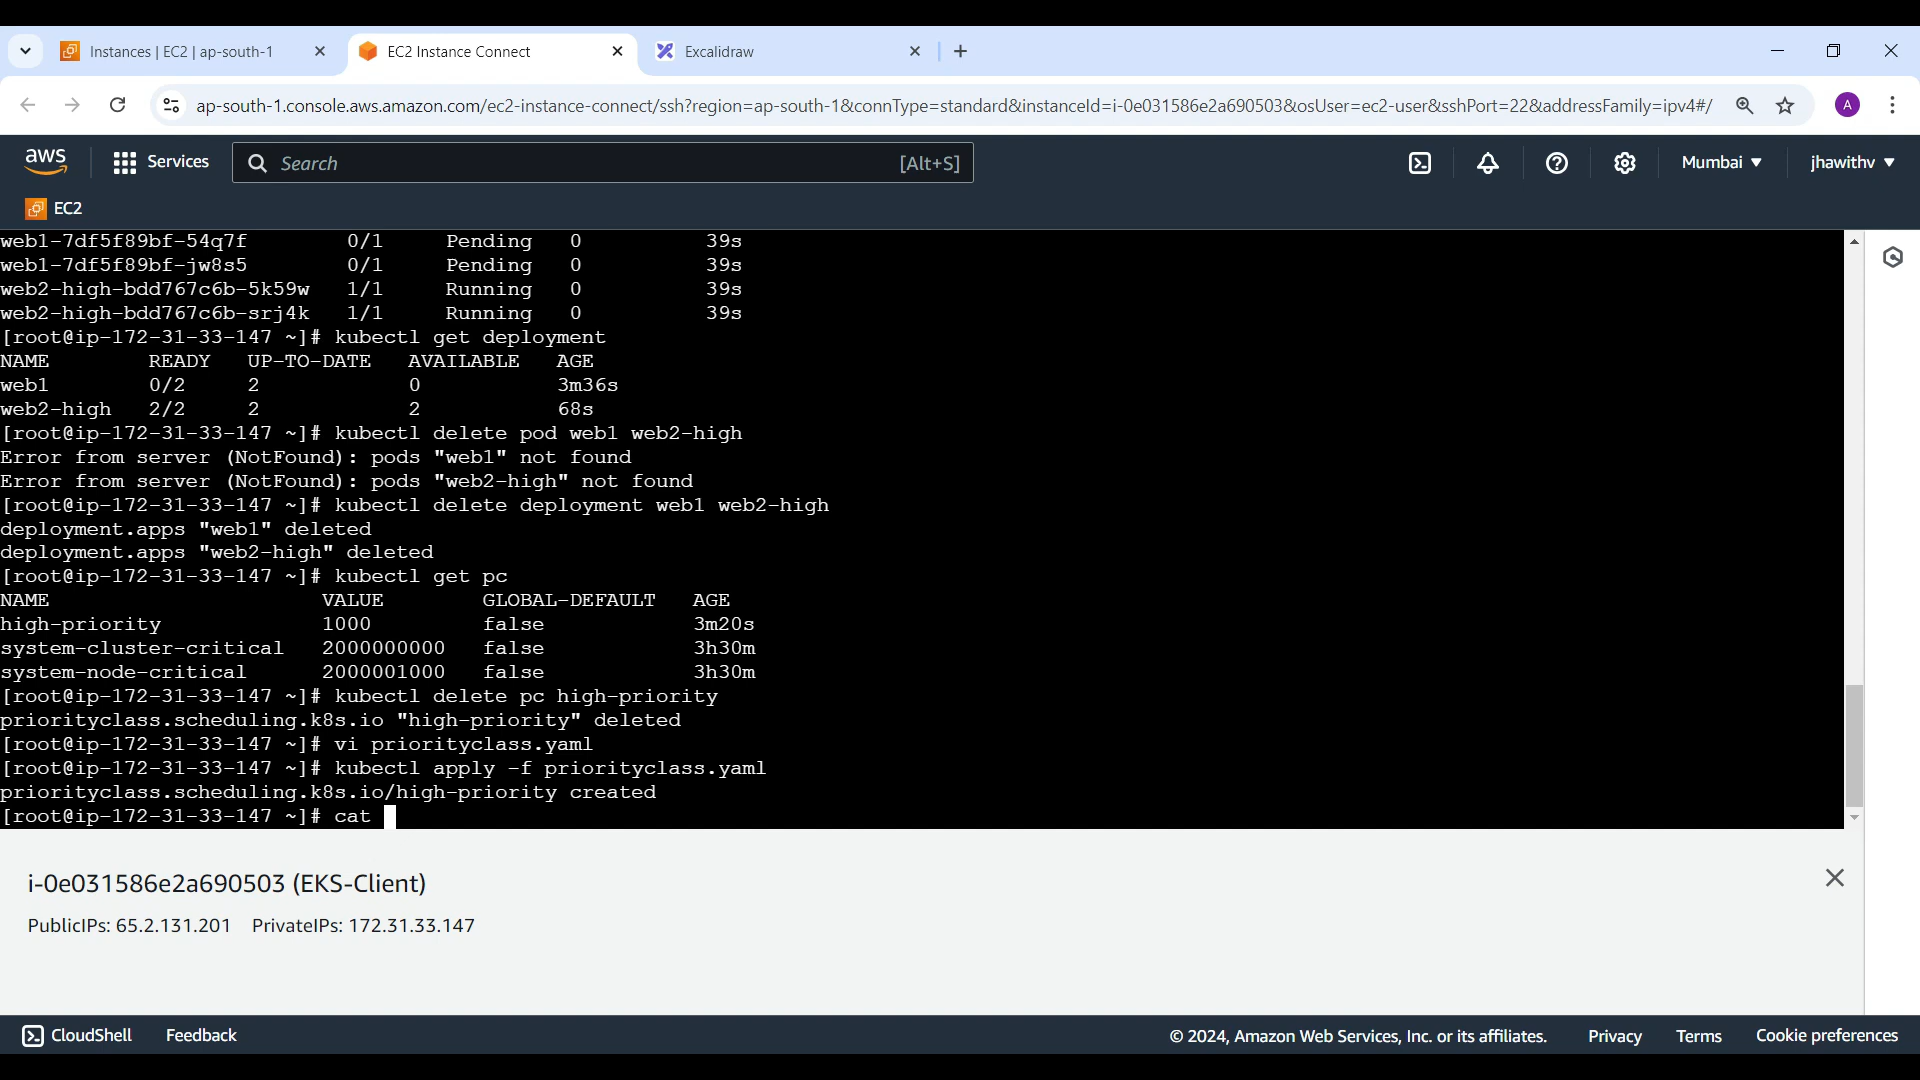 Instances | EC2 | ap-south-1
EC2 Instance Connect
Excalidraw
ap-south-1.console.aws.amazon.com/ec2-instance-connect/ssh?region=ap-south-1&connType=standard&instanceId=i-0e031586e2a690503&osUser=ec2-user&sshPort=22&addressFamily=ipv4#/
A
aws
Services
Search
[Alt+S]
Mumbai
jhawithv
EC2
web1-7df5f89bf-54q7f 0/1 Pending 0 39s
web1-7df5f89bf-jw8s5 0/1 Pending 0 39s
web2-high-bdd767c6b-5k59w 1/1 Running 0 39s
web2-high-bdd767c6b-srj4k 1/1 Running 0 39s
[root@ip-172-31-33-147 ~]# kubectl get deployment
NAME READY UP-TO-DATE AVAILABLE AGE
web1 0/2 2 0 3m36s
web2-high 2/2 2 2 68s
[root@ip-172-31-33-147 ~]# kubectl delete pod web1 web2-high
Error from server (NotFound): pods "web1" not found
Error from server (NotFound): pods "web2-high" not found
[root@ip-172-31-33-147 ~]# kubectl delete deployment web1 web2-high
deployment.apps "web1" deleted
deployment.apps "web2-high" deleted
[root@ip-172-31-33-147 ~]# kubectl get pc
NAME VALUE GLOBAL-DEFAULT AGE
high-priority 1000 false 3m20s
system-cluster-critical 2000000000 false 3h30m
system-node-critical 2000001000 false 3h30m
[root@ip-172-31-33-147 ~]# kubectl delete pc high-priority
priorityclass.scheduling.k8s.io "high-priority" deleted
[root@ip-172-31-33-147 ~]# vi priorityclass.yaml
[root@ip-172-31-33-147 ~]# kubectl apply -f priorityclass.yaml
priorityclass.scheduling.k8s.io/high-priority created
[root@ip-172-31-33-147 ~]# cat
i-0e031586e2a690503 (EKS-Client)
PublicIPs: 65.2.131.201 PrivateIPs: 172.31.33.147
CloudShell Feedback
© 2024, Amazon Web Services, Inc. or its affiliates. Privacy Terms Cookie preferences